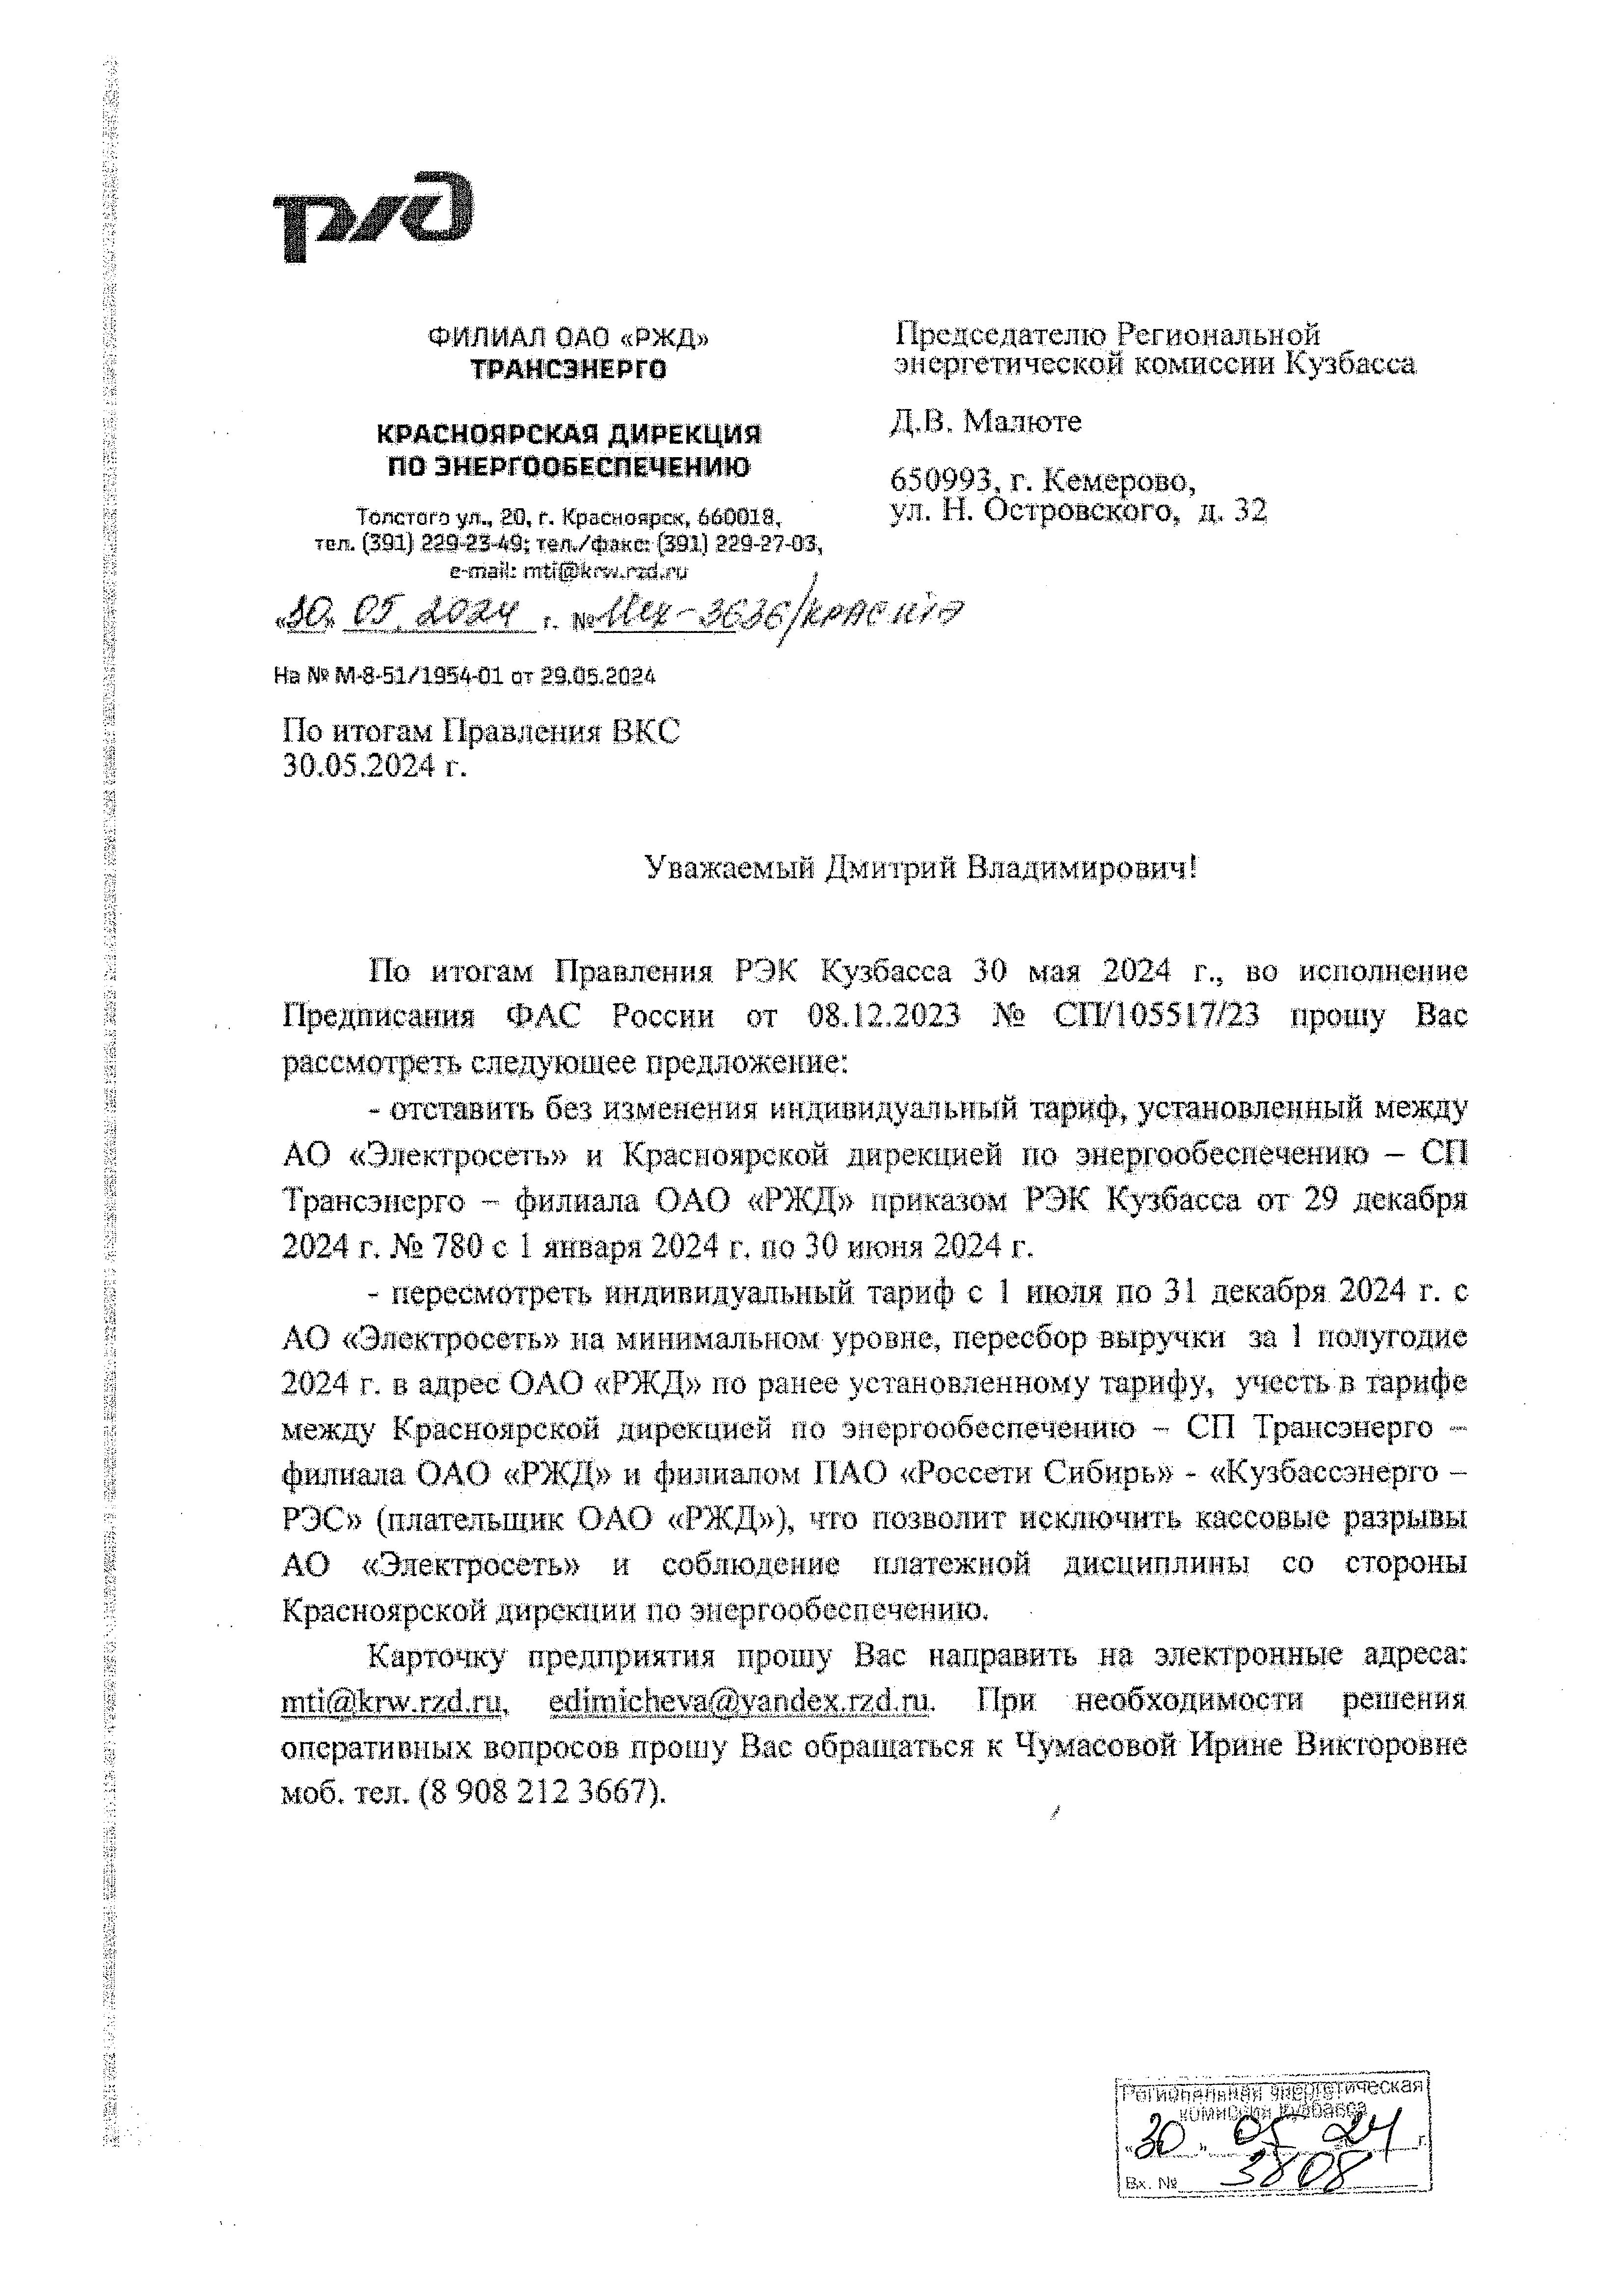 РЖД
ФИЛИАЛ ОАО «РЖД»
ТРАНСЭНЕРГО
КРАСНОЯРСКАЯ ДИРЕКЦИЯ
ПО ЭНЕРГООБЕСПЕЧЕНИЮ
Толстого ул., 20, г. Красноярск, 660018,
тел. (391) 229-23-49; тел./факс: (391) 229-27-03,
e-mail: mti@krw.rzd.ru
«30» 05. 2024 г. № Исх-3636/КРАСНТЭ
На № М-8-51/1954-01 от 29.05.2024
Председателю Региональной
энергетической комиссии Кузбасса
Д.В. Малюте
650993, г. Кемерово,
ул. Н. Островского, д. 32
По итогам Правления ВКС
30.05.2024 г.
Уважаемый Дмитрий Владимирович!
По итогам Правления РЭК Кузбасса 30 мая 2024 г., во исполнение
Предписания ФАС России от 08.12.2023 № СП/105517/23 прошу Вас
рассмотреть следующее предложение:
- отставить без изменения индивидуальный тариф, установленный между
АО «Электросеть» и Красноярской дирекцией по энергообеспечению – СП
Трансэнерго – филиала ОАО «РЖД» приказом РЭК Кузбасса от 29 декабря
2024 г. № 780 с 1 января 2024 г. по 30 июня 2024 г.
- пересмотреть индивидуальный тариф с 1 июля по 31 декабря 2024 г. с
АО «Электросеть» на минимальном уровне, пересбор выручки за 1 полугодие
2024 г. в адрес ОАО «РЖД» по ранее установленному тарифу, учесть в тарифе
между Красноярской дирекцией по энергообеспечению – СП Трансэнерго –
филиала ОАО «РЖД» и филиалом ПАО «Россети Сибирь» - «Кузбассэнерго –
РЭС» (плательщик ОАО «РЖД»), что позволит исключить кассовые разрывы
АО «Электросеть» и соблюдение платежной дисциплины со стороны
Красноярской дирекции по энергообеспечению.
Карточку предприятия прошу Вас направить на электронные адреса:
mti@krw.rzd.ru, edimicheva@yandex.rzd.ru. При необходимости решения
оперативных вопросов прошу Вас обращаться к Чумасовой Ирине Викторовне
моб. тел. (8 908 212 3667).
Региональная энергетическая
комиссия Кузбасса
«30» 05 24 г.
Вх. № 3808